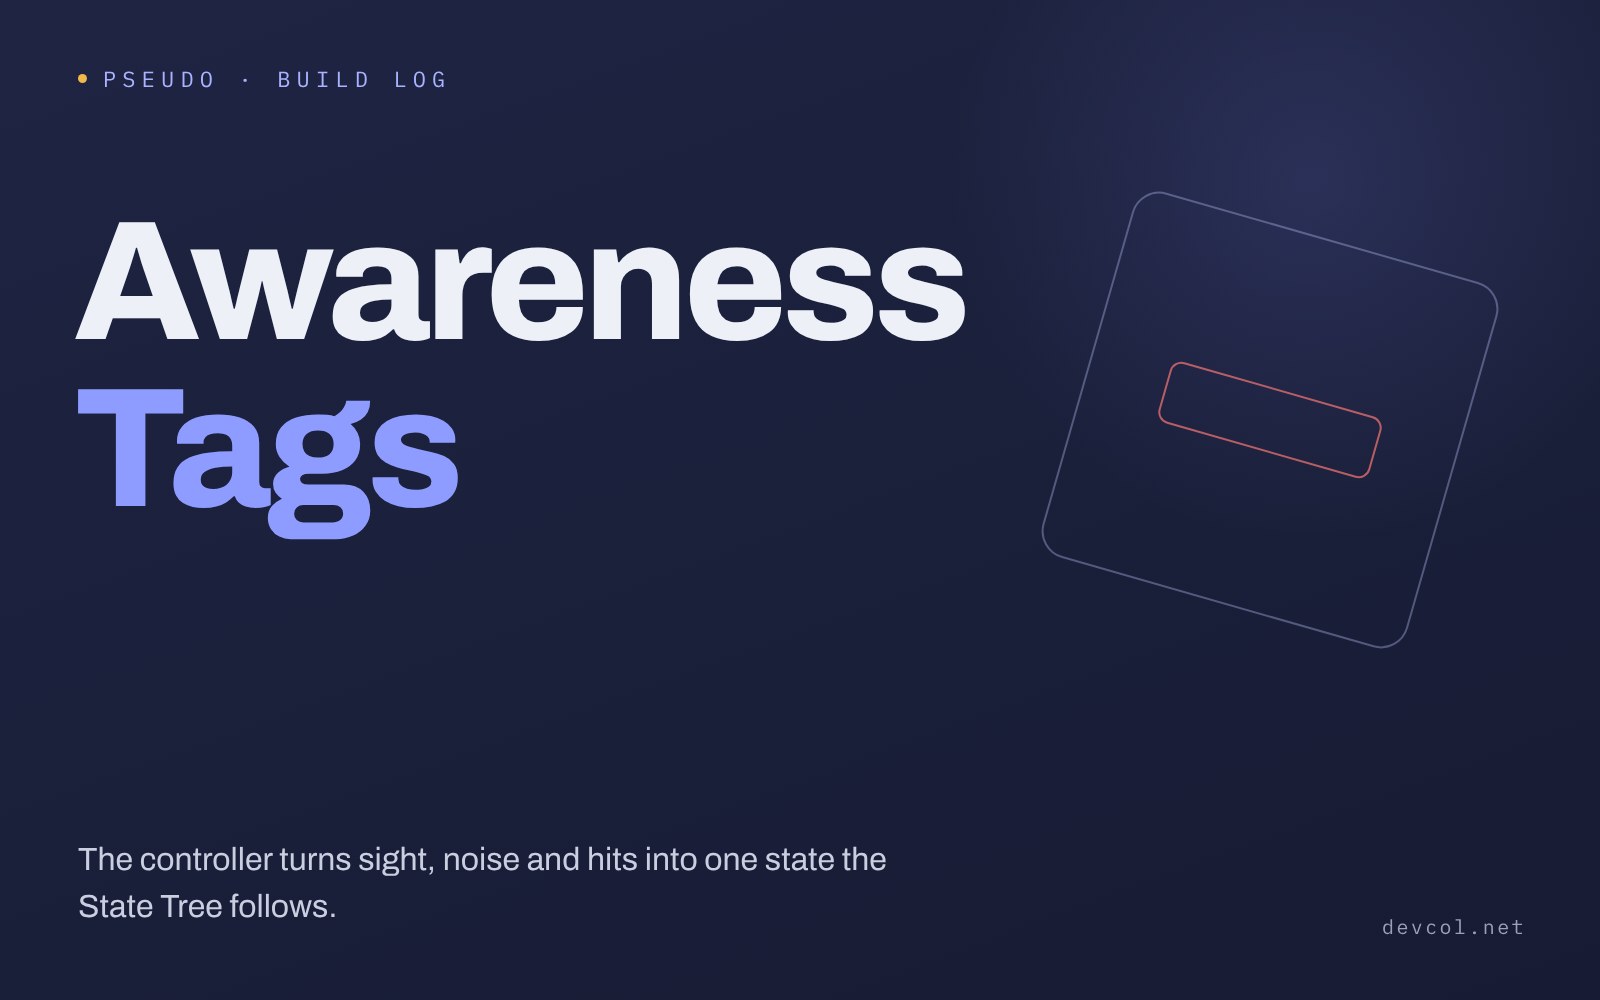 PSEUDO · BUILD LOG
Awareness
Tags
The controller turns sight, noise and hits into one state the
State Tree follows.
devcol.net